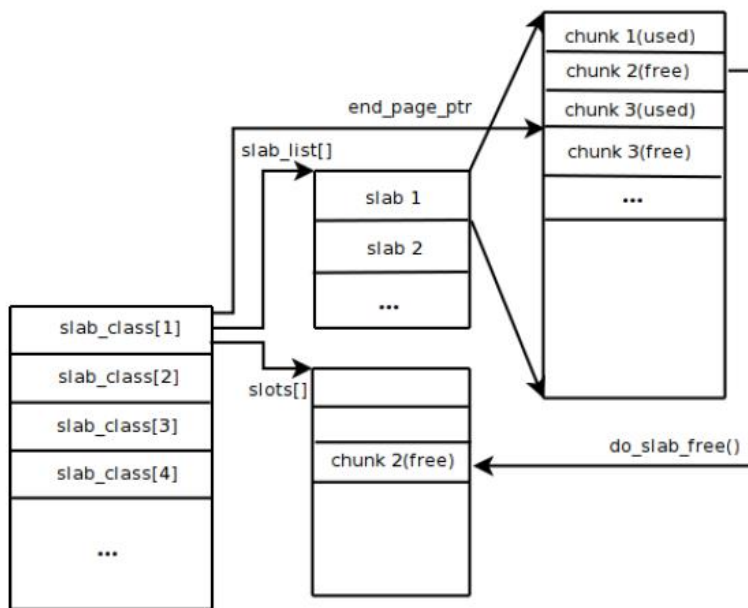 chunk 1(used)
chunk 2(free)
end_page_ptr
chunk 3(used)
slab_list[]
chunk 3(free)
slab 1
...
slab 2
...
slab_class[1]
slab_class[2]
slots[]
slab_class[3]
do_slab_free()
chunk 2(free)
slab_class[4]
...